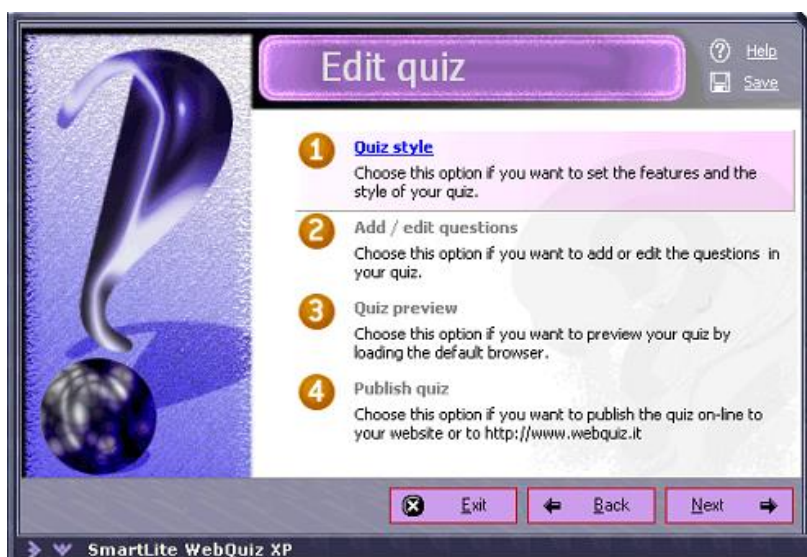 Edit quiz
Help
Save
1 Quiz style
Choose this option if you want to set the features and the
style of your quiz.
2 Add / edit questions
Choose this option if you want to add or edit the questions in
your quiz.
3 Quiz preview
Choose this option if you want to preview your quiz by
loading the default browser.
4 Publish quiz
Choose this option if you want to publish the quiz on-line to
your website or to http://www.webquiz.it
Exit Back Next
SmartLite WebQuiz XP